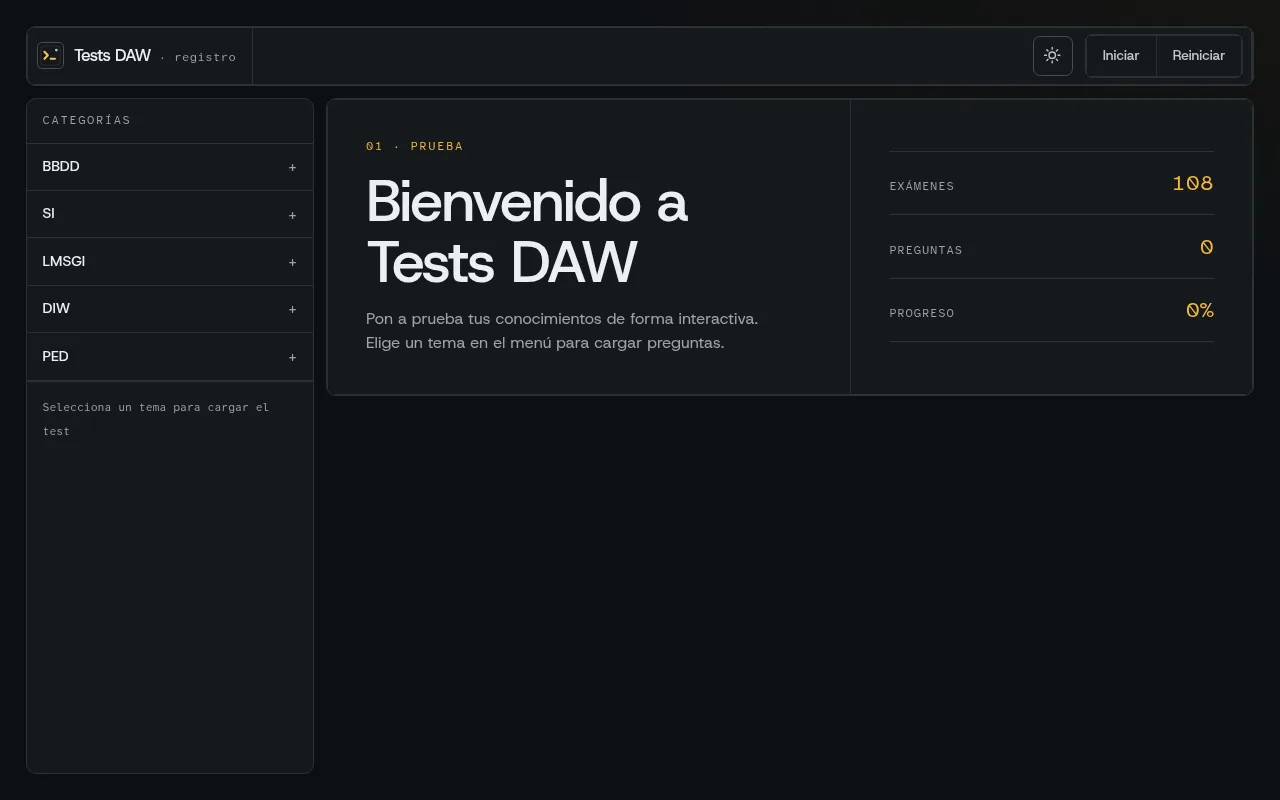 Tests DAW · registro
Iniciar
Reiniciar
CATEGORÍAS
BBDD +
SI +
LMSGI +
DIW +
PED +
Selecciona un tema para cargar el
test
01 · PRUEBA
Bienvenido a
Tests DAW
Pon a prueba tus conocimientos de forma interactiva.
Elige un tema en el menú para cargar preguntas.
EXÁMENES 108
PREGUNTAS 0
PROGRESO 0%